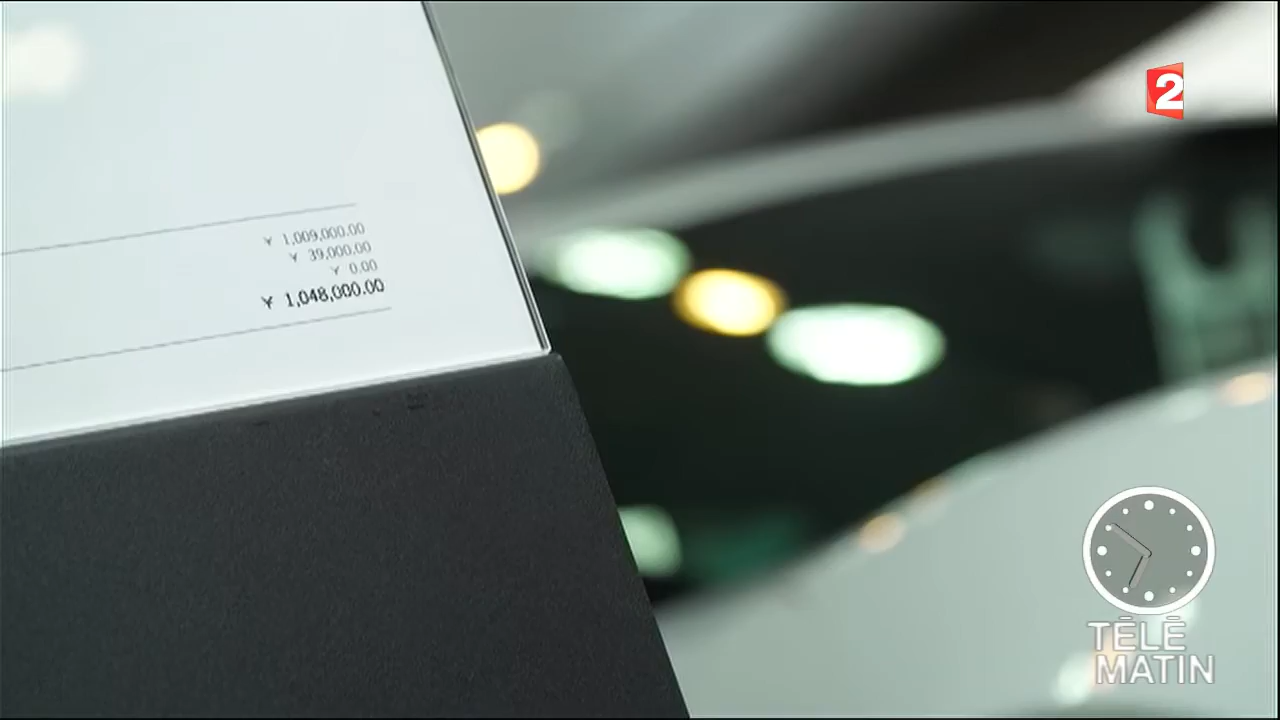 2
¥ 1,009,000.00
¥ 39,000.00
¥ 0.00
¥ 1,048,000.00
TÉLÉ
MATIN